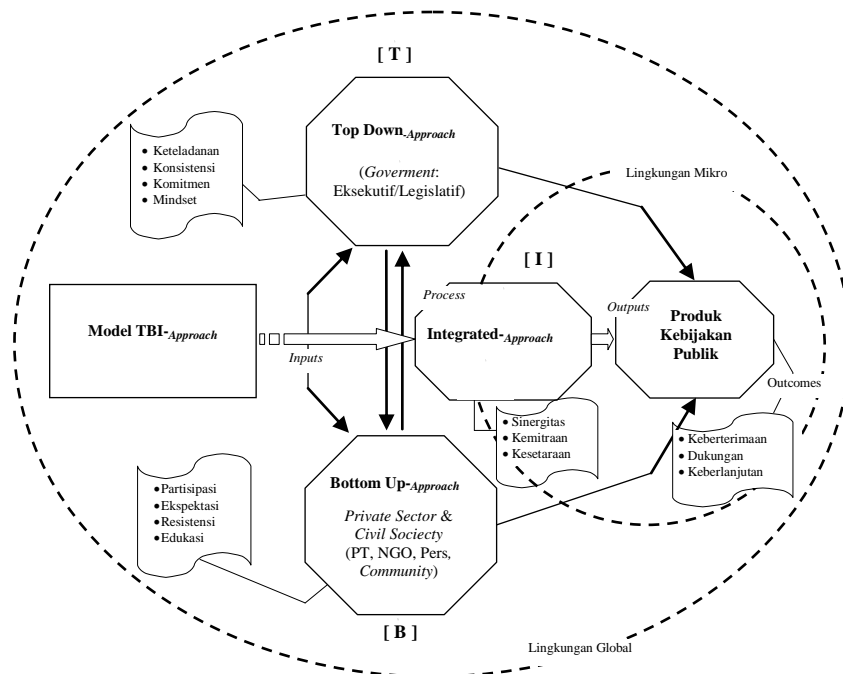 [ T ]
Top Down-Approach
(Goverment:
Eksekutif/Legislatif)
• Keteladanan
• Konsistensi
• Komitmen
• Mindset
Lingkungan Mikro
[ I ]
Model TBI-Approach
Inputs
Process
Integrated-Approach
Outputs
Produk
Kebijakan
Publik
Outcomes
• Sinergitas
• Kemitraan
• Kesetaraan
• Keberterimaan
• Dukungan
• Keberlanjutan
• Partisipasi
• Ekspektasi
• Resistensi
• Edukasi
Bottom Up-Approach
Private Sector &
Civil Sociecty
(PT, NGO, Pers,
Community)
[ B ]
Lingkungan Global